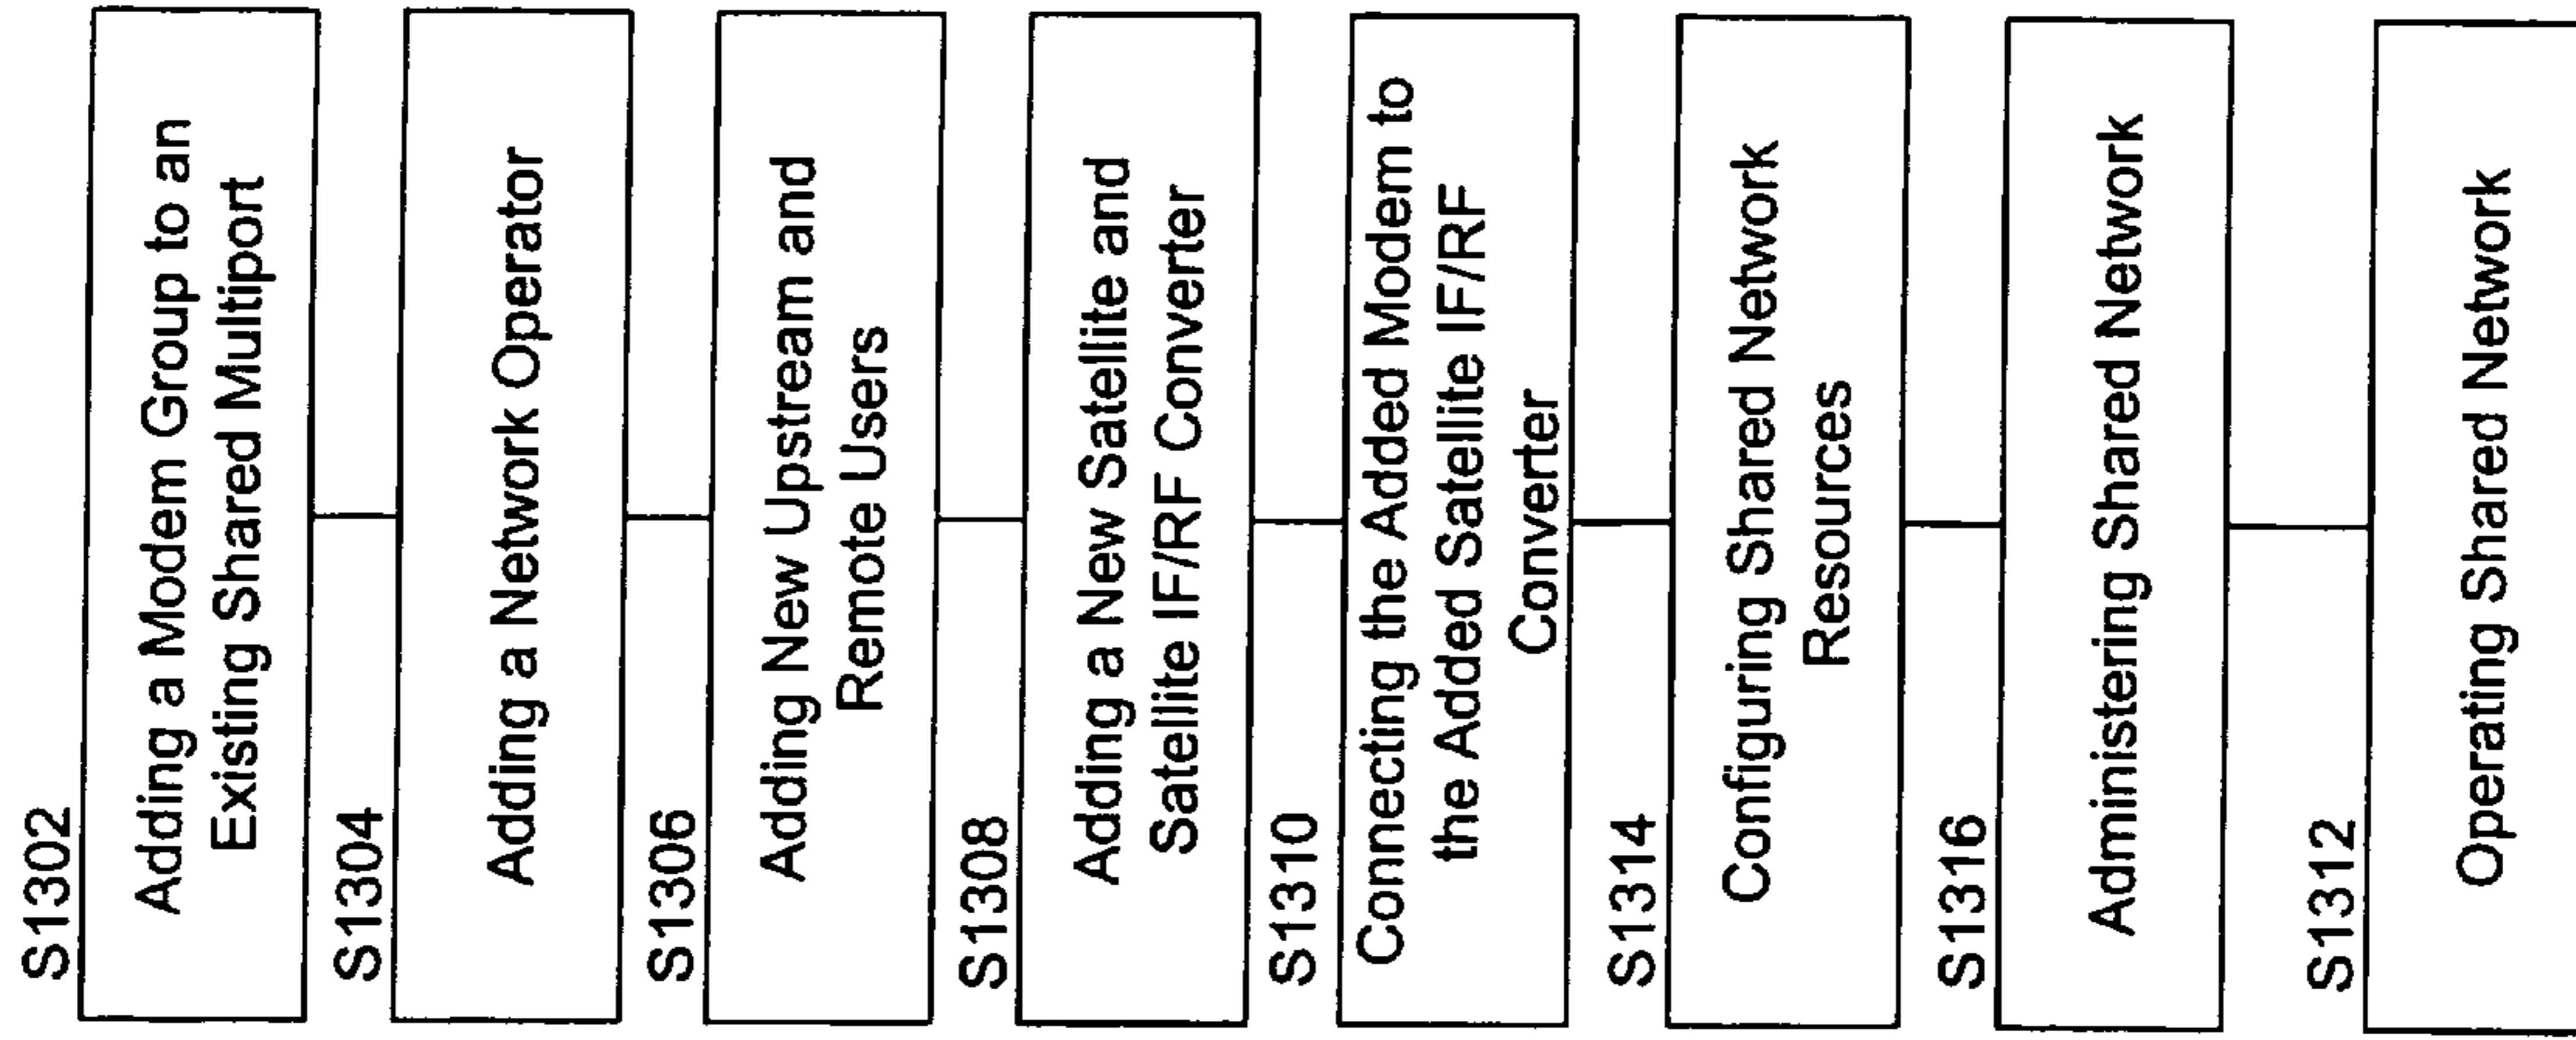 S1302
Adding a Modem Group to an
Existing Shared Multiport
S1304
Adding a Network Operator
S1306
Adding New Upstream and
Remote Users
S1308
Adding a New Satellite and
Satellite IF/RF Converter
S1310
Connecting the Added Modem to
the Added Satellite IF/RF
Converter
S1314
Configuring Shared Network
Resources
S1316
Administering Shared Network
S1312
Operating Shared Network